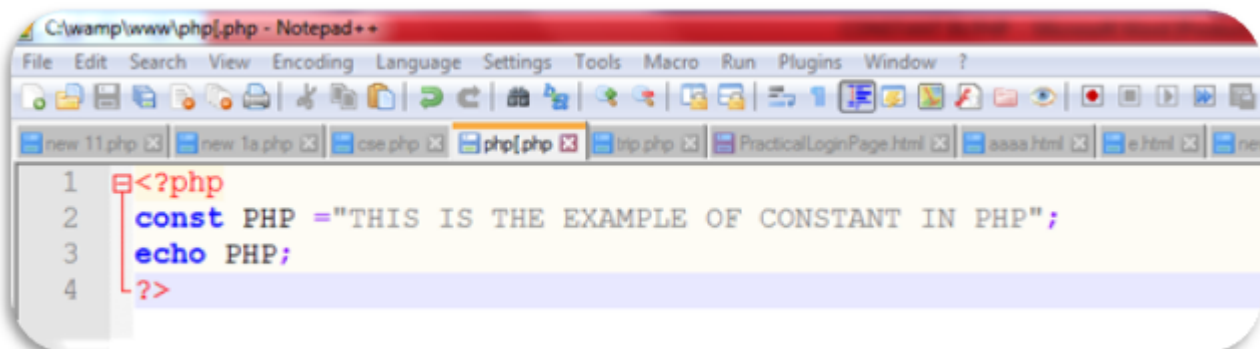 C:\wamp\www\php[.php - Notepad++
File Edit Search View Encoding Language Settings Tools Macro Run Plugins Window ?
new 11.php new 1a.php cse.php php[.php trip.php PracticalLoginPage.html aaaa.html e.html
1 <?php
2 const PHP ="THIS IS THE EXAMPLE OF CONSTANT IN PHP";
3 echo PHP;
4 ?>